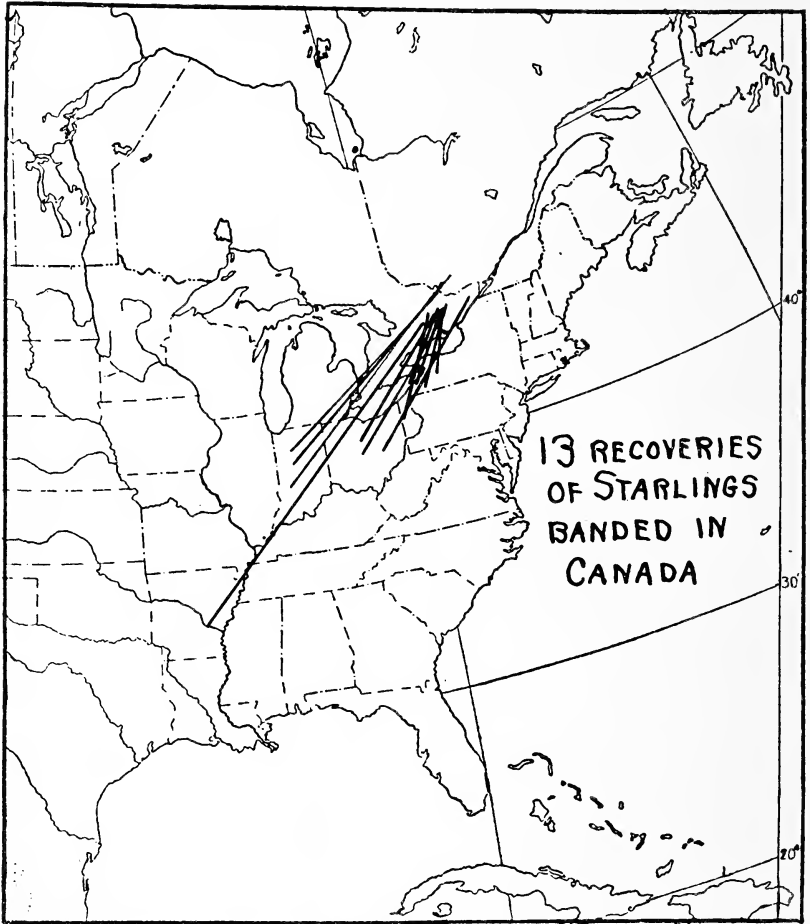 40°
13 RECOVERIES
OF STARLINGS
BANDED IN
CANADA
30°
20°